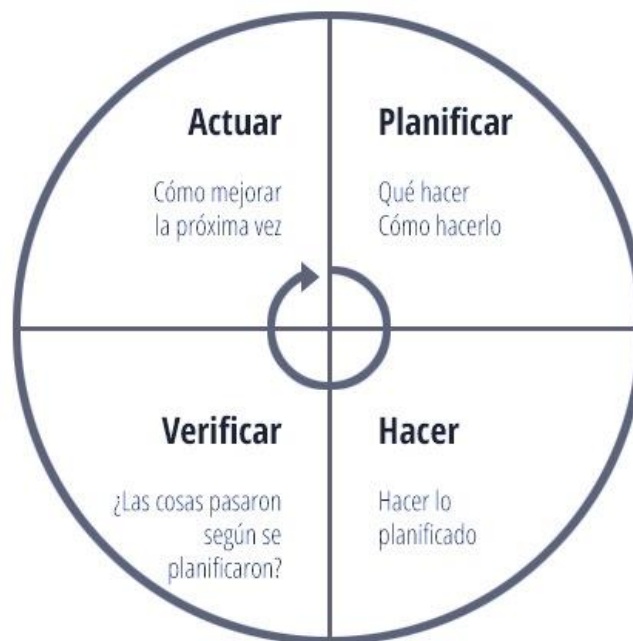 Actuar
Cómo mejorar
la próxima vez
Planificar
Qué hacer
Cómo hacerlo
Verificar
¿Las cosas pasaron
según se
planificaron?
Hacer
Hacer lo
planificado